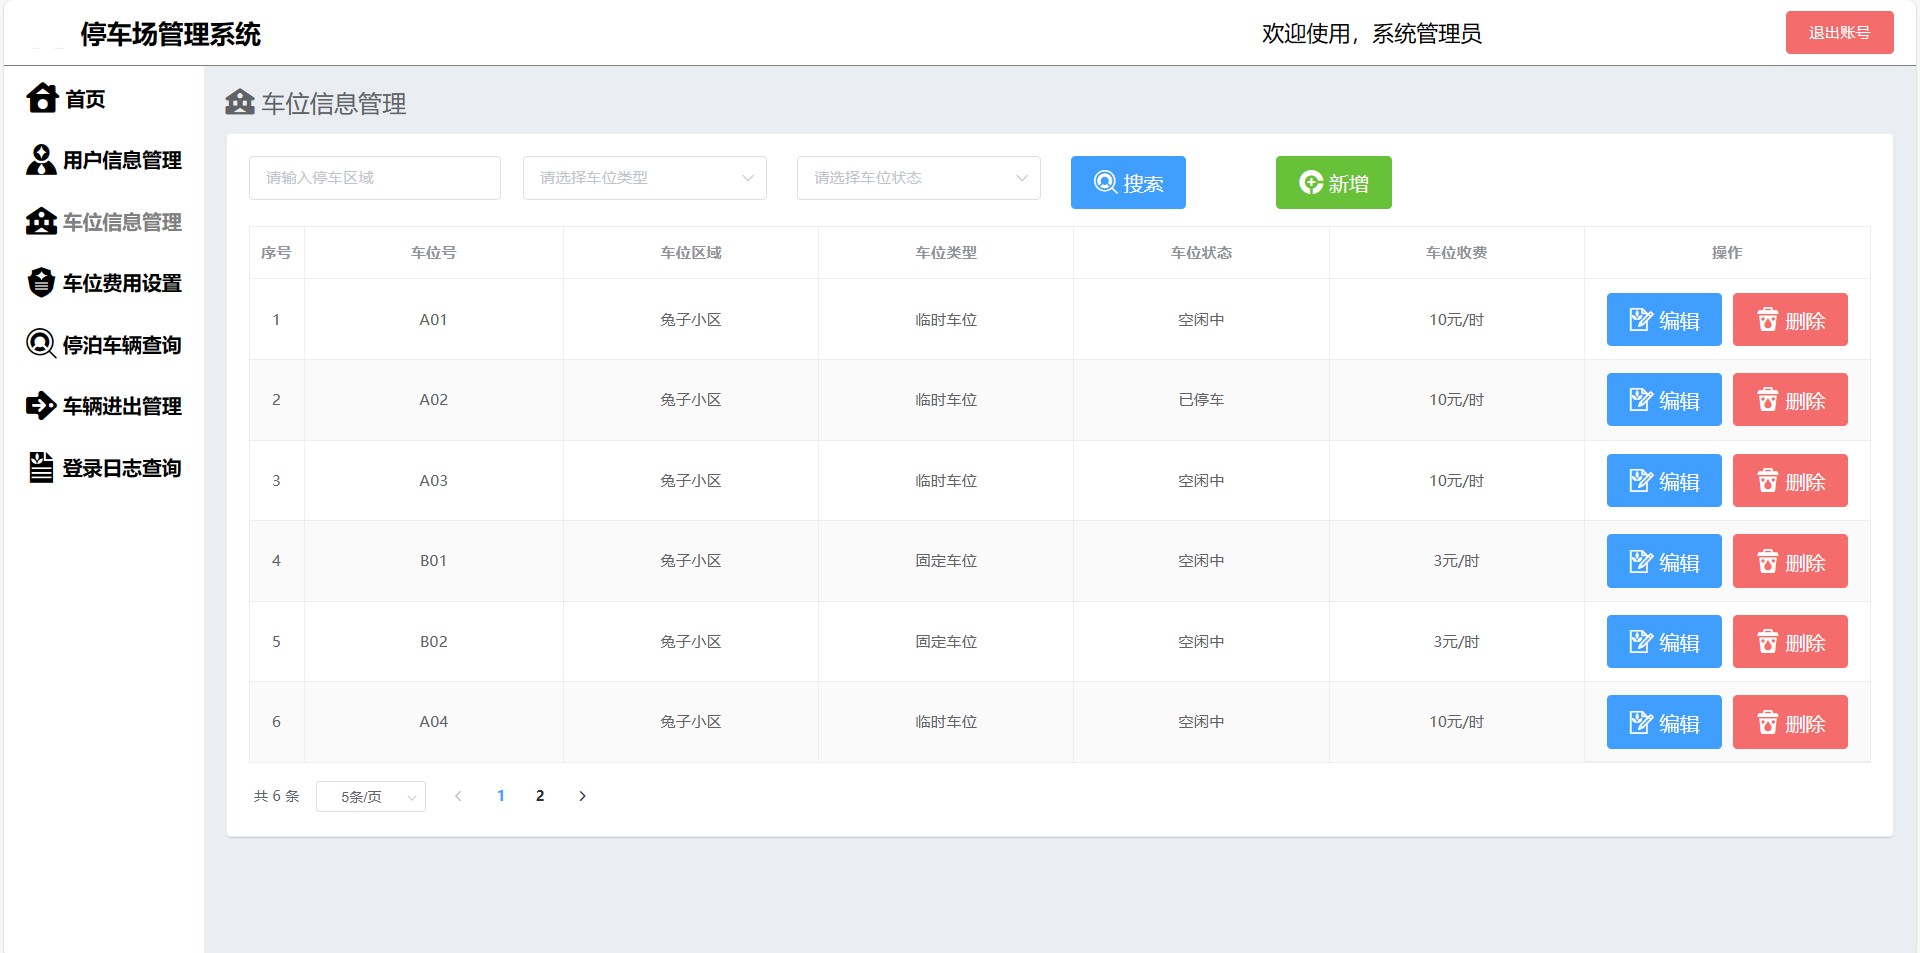 停车场管理系统
欢迎使用，系统管理员
退出账号
首页
用户信息管理
车位信息管理
车位费用设置
停泊车辆查询
车辆进出管理
登录日志查询
车位信息管理
请输入停车区域 请选择车位类型 请选择车位状态 搜索 新增
序号 车位号 车位区域 车位类型 车位状态 车位收费 操作
1 A01 兔子小区 临时车位 空闲中 10元/时 编辑 删除
2 A02 兔子小区 临时车位 已停车 10元/时 编辑 删除
3 A03 兔子小区 临时车位 空闲中 10元/时 编辑 删除
4 B01 兔子小区 固定车位 空闲中 3元/时 编辑 删除
5 B02 兔子小区 固定车位 空闲中 3元/时 编辑 删除
6 A04 兔子小区 临时车位 空闲中 10元/时 编辑 删除
共 6 条 5条/页 1 2